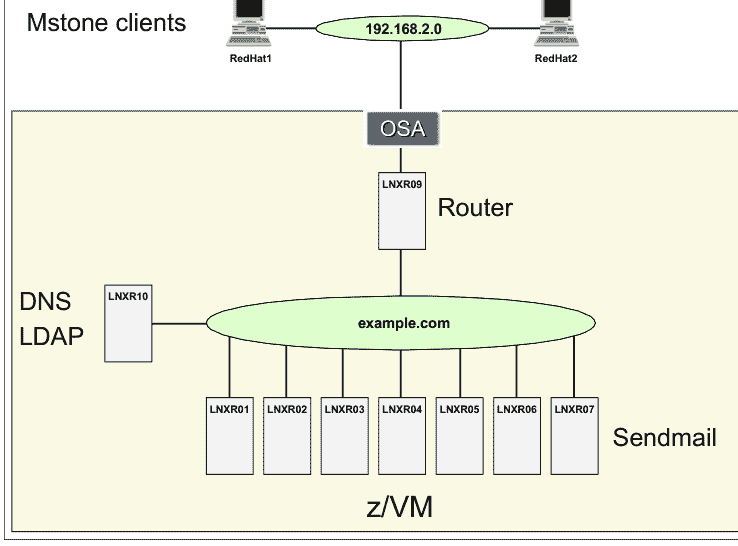 Mstone clients
192.168.2.0
RedHat1
RedHat2
OSA
LNXR09
Router
DNS
LDAP
LNXR10
example.com
LNXR01
LNXR02
LNXR03
LNXR04
LNXR05
LNXR06
LNXR07
Sendmail
z/VM